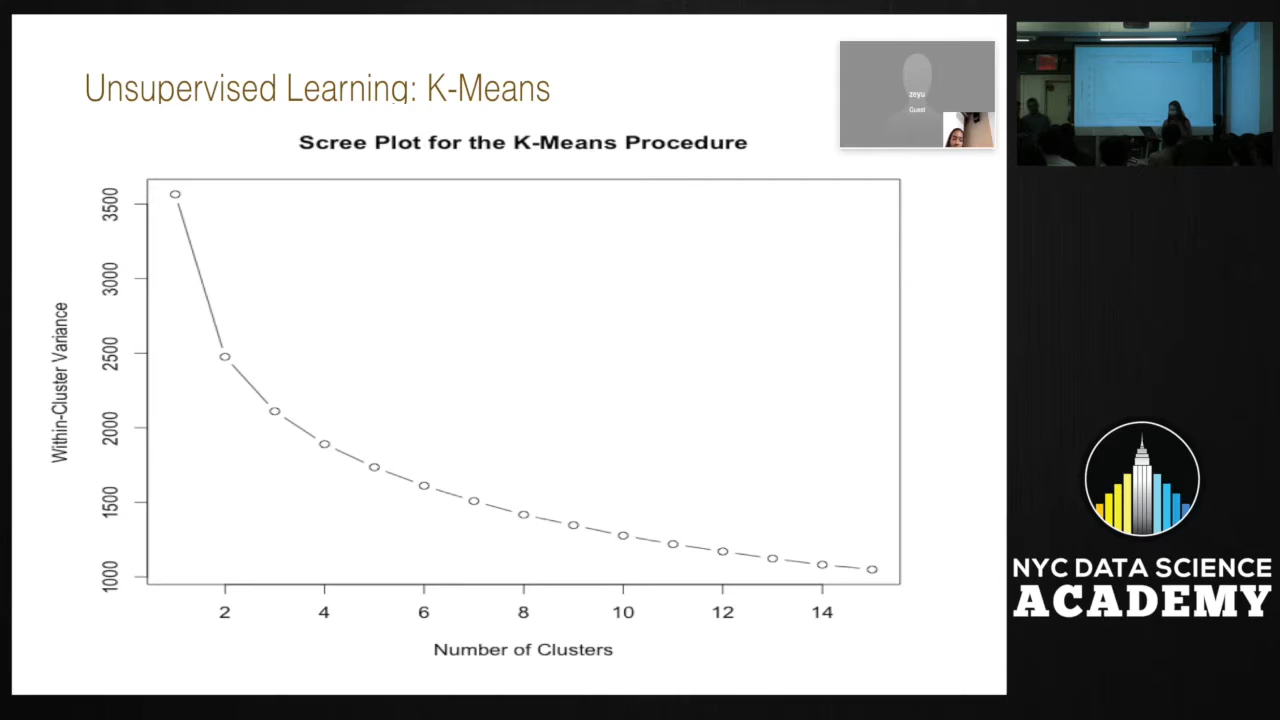 Unsupervised Learning: K-Means
zeyu
Guest
Scree Plot for the K-Means Procedure
Within-Cluster Variance
3500
3000
2500
2000
1500
1000
2 4 6 8 10 12 14
Number of Clusters
NYC DATA SCIENCE
ACADEMY